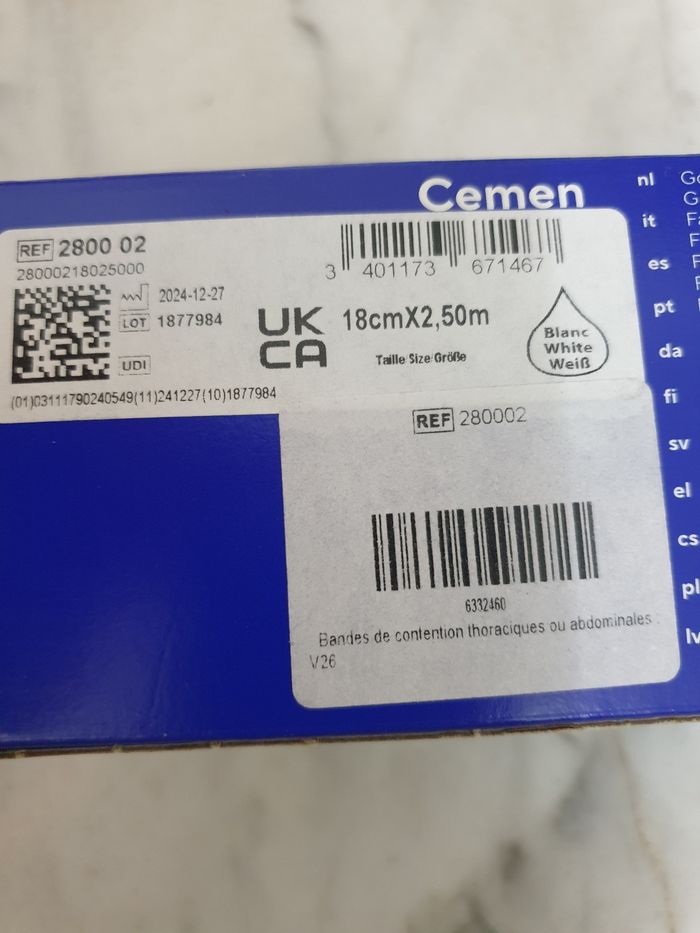 Cemen
REF 2800 02
28000218025000
2024-12-27
LOT 1877984
UDI
(01)03111790240549(11)241227(10)1877984
3 401173 671467
UK
CA
18cmX2,50m
Taille/Size/Größe
Blanc
White
Weiß
REF 280002
6332460
Bandes de contention thoraciques ou abdominales :
V26
nl
it
es
pt
da
fi
sv
el
cs
pl
lv